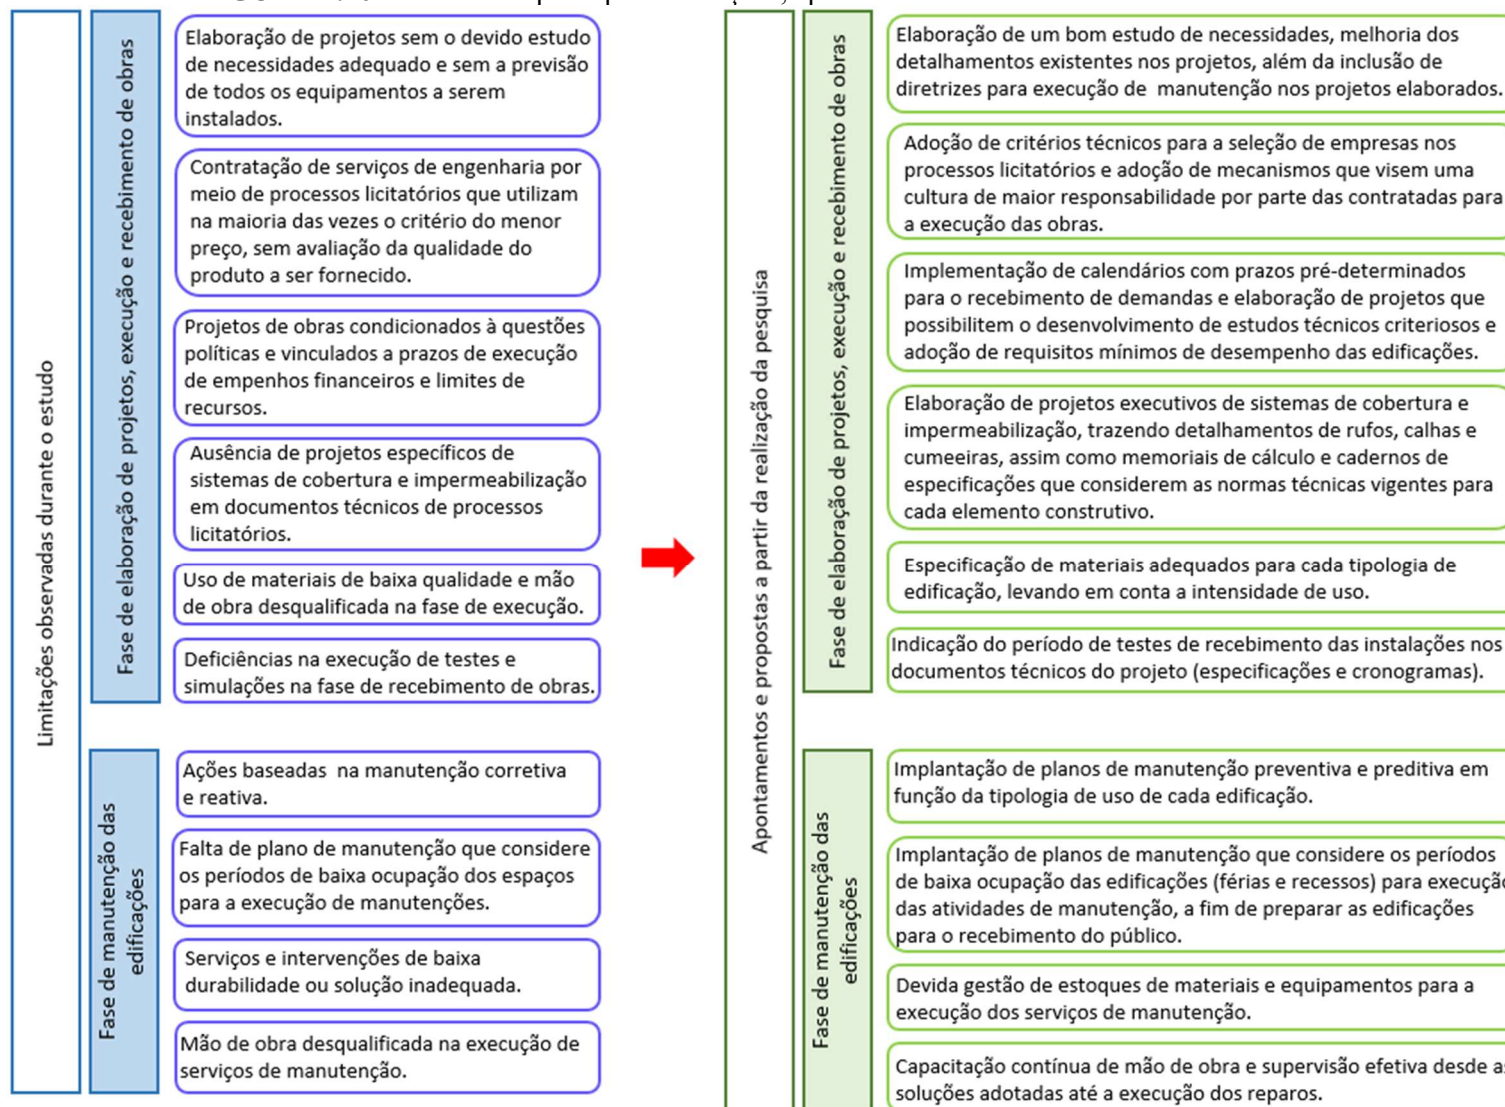 Limitações observadas durante o estudo
Fase de elaboração de projetos, execução e recebimento de obras
Elaboração de projetos sem o devido estudo
de necessidades adequado e sem a previsão
de todos os equipamentos a serem
instalados.
Contratação de serviços de engenharia por
meio de processos licitatórios que utilizam
na maioria das vezes o critério do menor
preço, sem avaliação da qualidade do
produto a ser fornecido.
Projetos de obras condicionados à questões
políticas e vinculados a prazos de execução
de empenhos financeiros e limites de
recursos.
Ausência de projetos específicos de
sistemas de cobertura e impermeabilização
em documentos técnicos de processos
licitatórios.
Uso de materiais de baixa qualidade e mão
de obra desqualificada na fase de execução.
Deficiências na execução de testes e
simulações na fase de recebimento de obras.
Fase de manutenção das
edificações
Ações baseadas na manutenção corretiva
e reativa.
Falta de plano de manutenção que considere
os períodos de baixa ocupação dos espaços
para a execução de manutenções.
Serviços e intervenções de baixa
durabilidade ou solução inadequada.
Mão de obra desqualificada na execução de
serviços de manutenção.
Apontamentos e propostas a partir da realização da pesquisa
Fase de elaboração de projetos, execução e recebimento de obras
Elaboração de um bom estudo de necessidades, melhoria dos
detalhamentos existentes nos projetos, além da inclusão de
diretrizes para execução de manutenção nos projetos elaborados.
Adoção de critérios técnicos para a seleção de empresas nos
processos licitatórios e adoção de mecanismos que visem uma
cultura de maior responsabilidade por parte das contratadas para
a execução das obras.
Implementação de calendários com prazos pré-determinados
para o recebimento de demandas e elaboração de projetos que
possibilitem o desenvolvimento de estudos técnicos criteriosos e
adoção de requisitos mínimos de desempenho das edificações.
Elaboração de projetos executivos de sistemas de cobertura e
impermeabilização, trazendo detalhamentos de rufos, calhas e
cumeeiras, assim como memoriais de cálculo e cadernos de
especificações que considerem as normas técnicas vigentes para
cada elemento construtivo.
Especificação de materiais adequados para cada tipologia de
edificação, levando em conta a intensidade de uso.
Indicação do período de testes de recebimento das instalações nos
documentos técnicos do projeto (especificações e cronogramas).
Fase de manutenção das
edificações
Implantação de planos de manutenção preventiva e preditiva em
função da tipologia de uso de cada edificação.
Implantação de planos de manutenção que considere os períodos
de baixa ocupação das edificações (férias e recessos) para execução
das atividades de manutenção, a fim de preparar as edificações
para o recebimento do público.
Devida gestão de estoques de materiais e equipamentos para a
execução dos serviços de manutenção.
Capacitação contínua de mão de obra e supervisão efetiva desde as
soluções adotadas até a execução dos reparos.